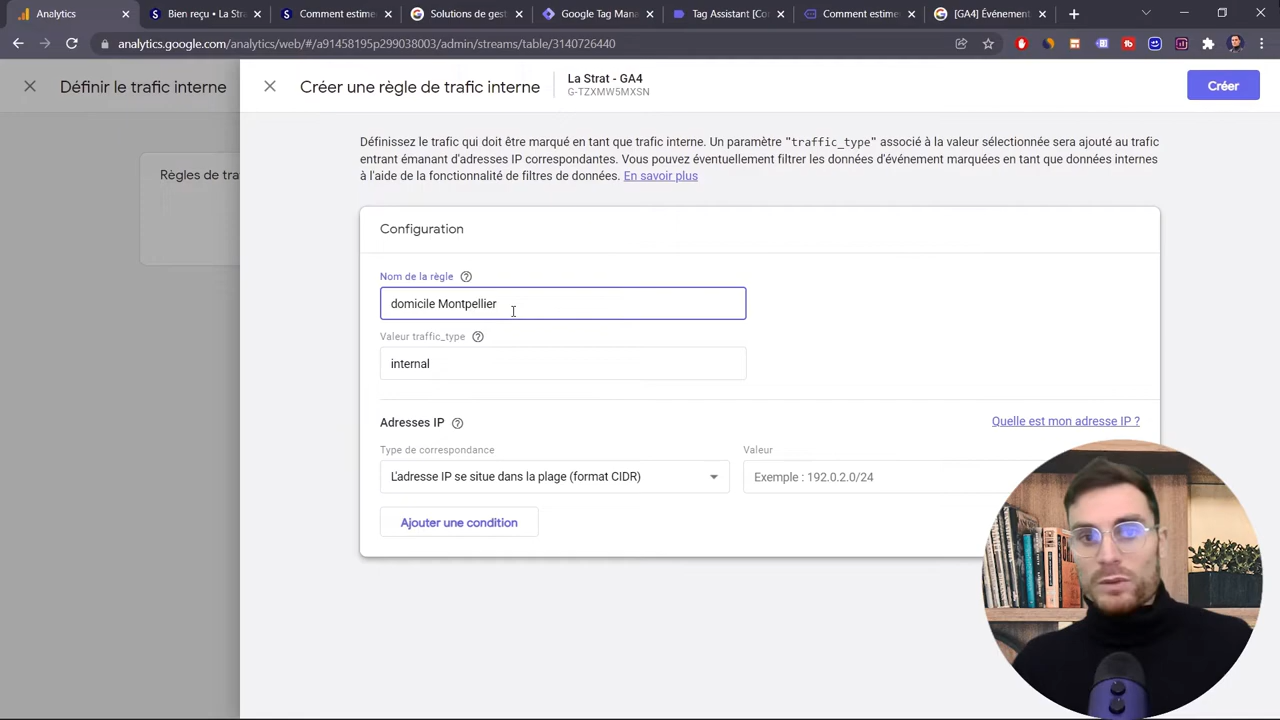 Analytics
Bien reçu • La Stra
Comment estime
Solutions de gest
Google Tag Mana
Tag Assistant [Co
Comment estime
[GA4] Événement
analytics.google.com/analytics/web/#/a91458195p299038003/admin/streams/table/3140726440
Définir le trafic interne
Créer une règle de trafic interne
La Strat - GA4
G-TZXMW5MXSN
Créer
Définissez le trafic qui doit être marqué en tant que trafic interne. Un paramètre "traffic_type" associé à la valeur sélectionnée sera ajouté au trafic
entrant émanant d'adresses IP correspondantes. Vous pouvez éventuellement filtrer les données d'événement marquées en tant que données internes
à l'aide de la fonctionnalité de filtres de données. En savoir plus
Règles de tra
Configuration
Nom de la règle
domicile Montpellier
Valeur traffic_type
internal
Adresses IP
Quelle est mon adresse IP ?
Type de correspondance
Valeur
L'adresse IP se situe dans la plage (format CIDR)
Exemple : 192.0.2.0/24
Ajouter une condition